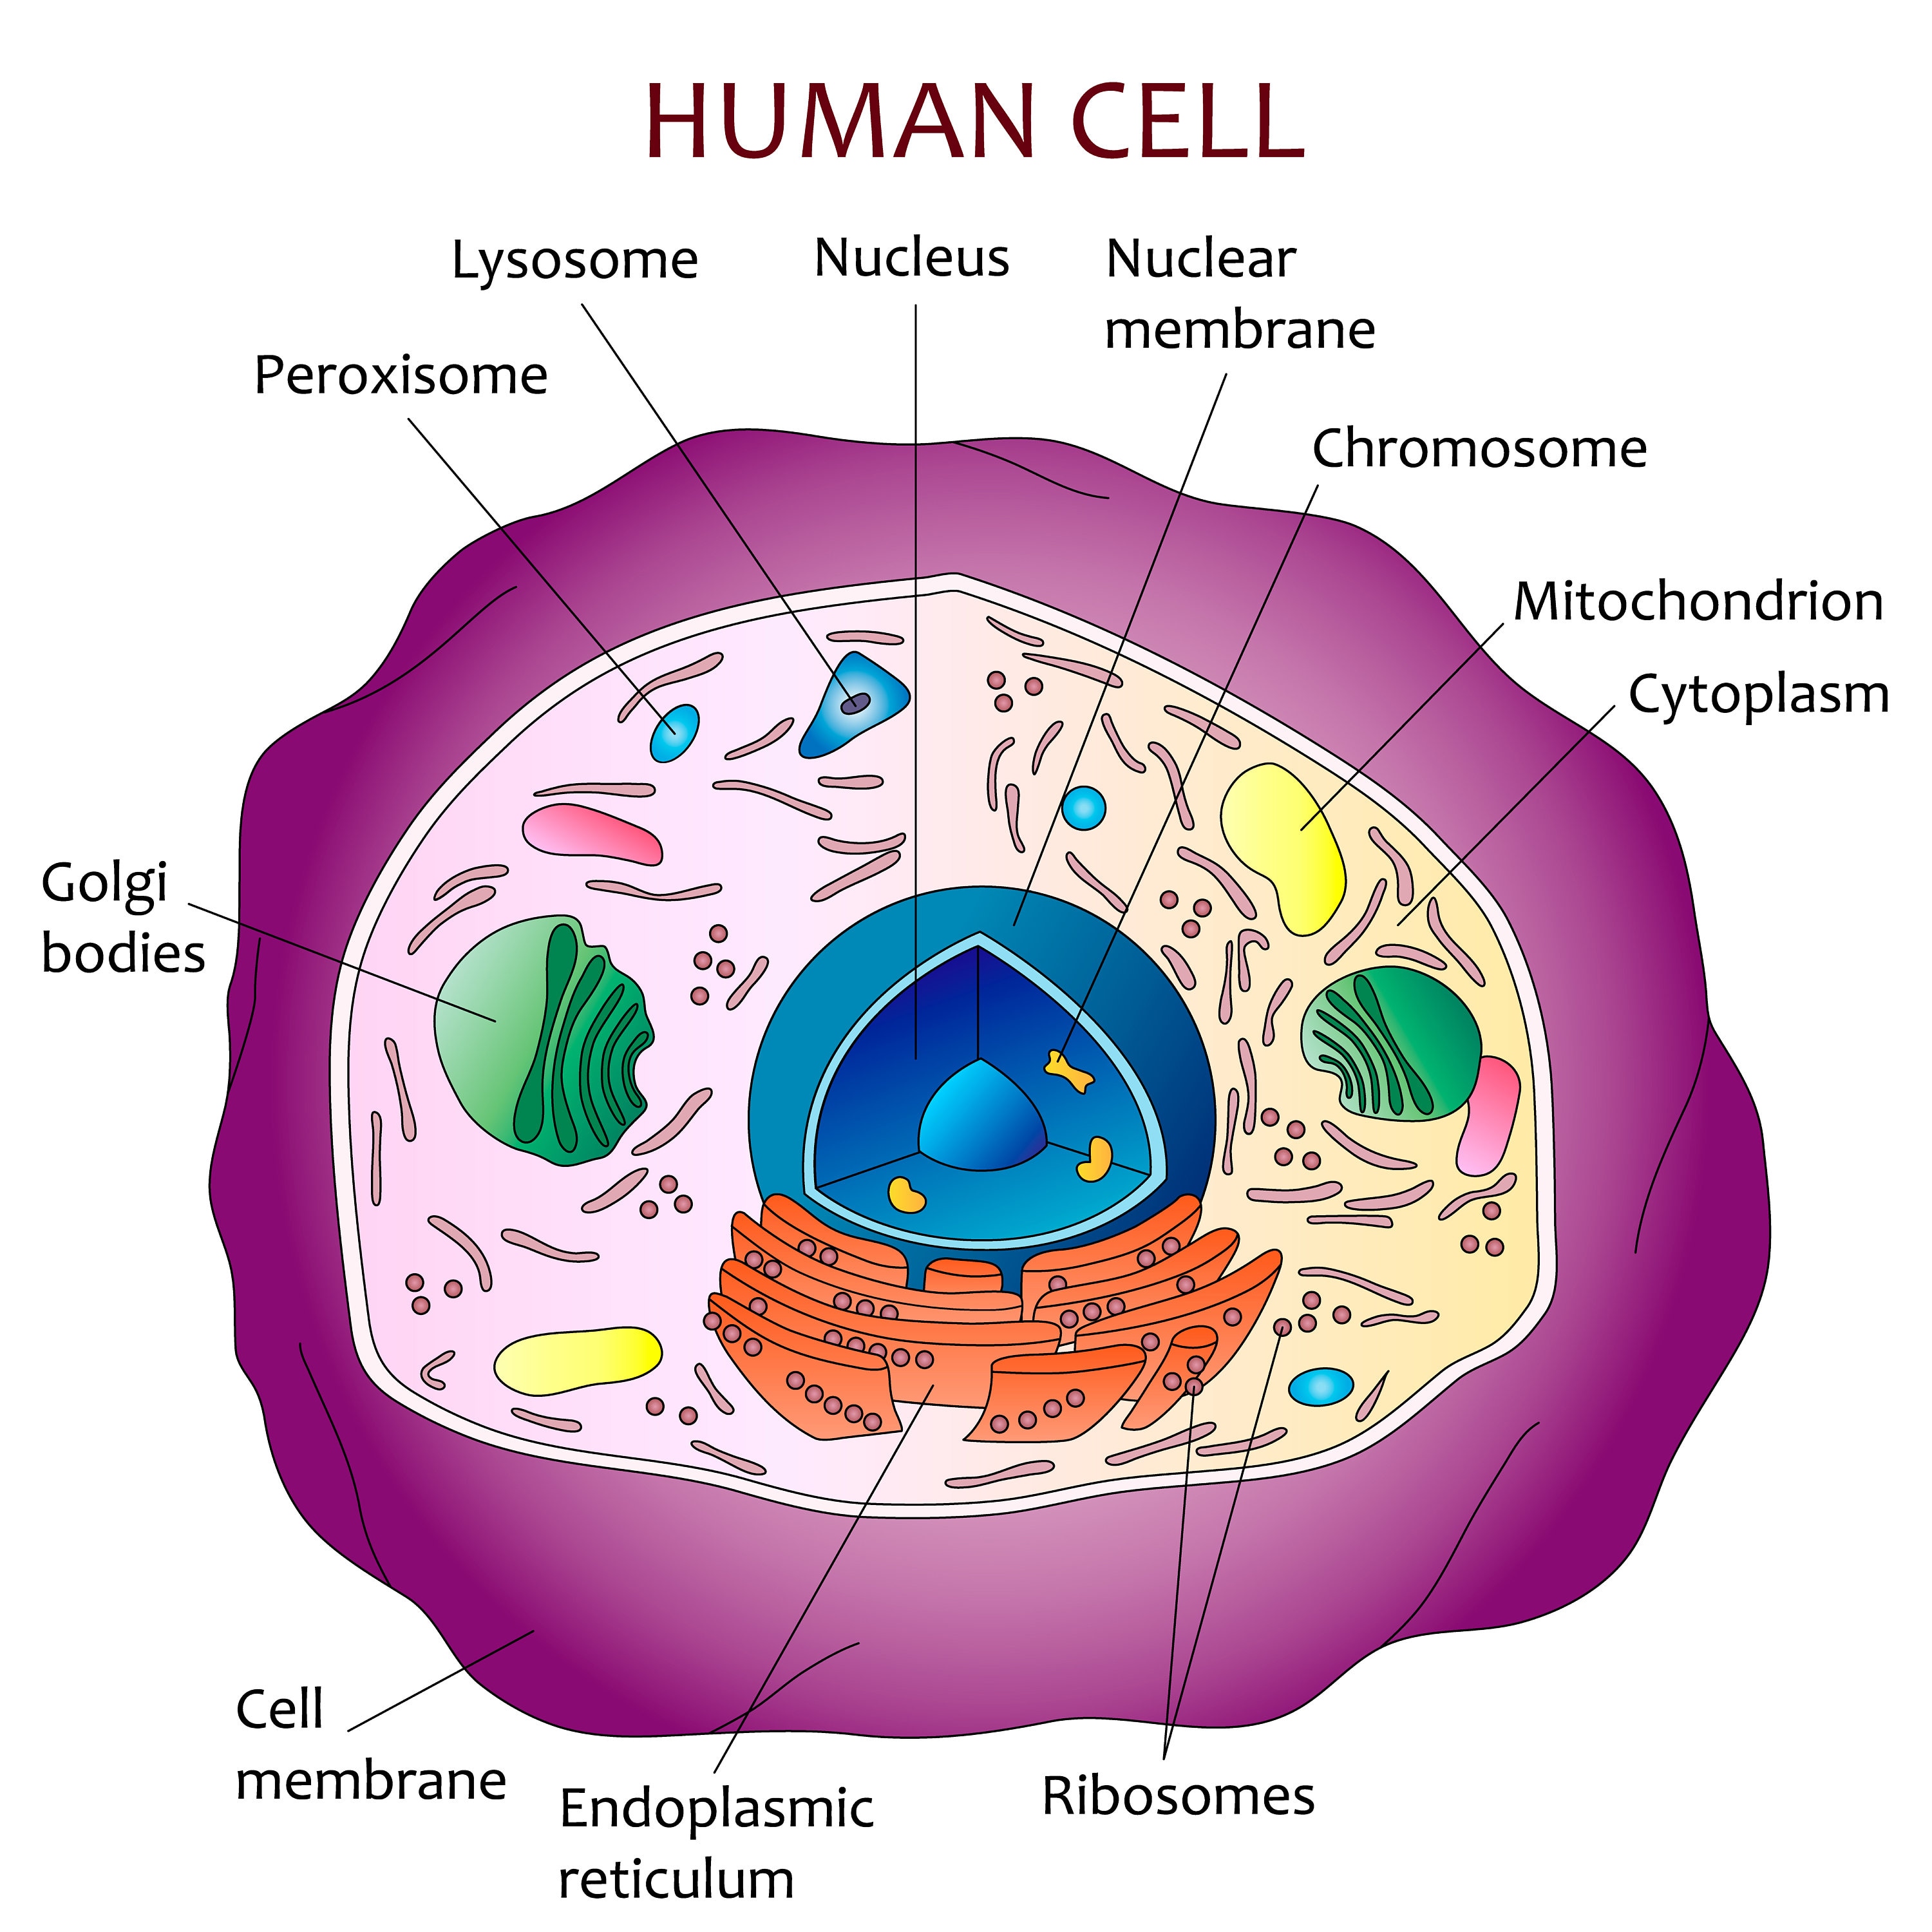 HUMAN CELL
Lysosome
Nucleus
Nuclear
membrane
Peroxisome
Chromosome
Mitochondrion
Cytoplasm
Golgi
bodies
Cell
membrane
Endoplasmic
reticulum
Ribosomes